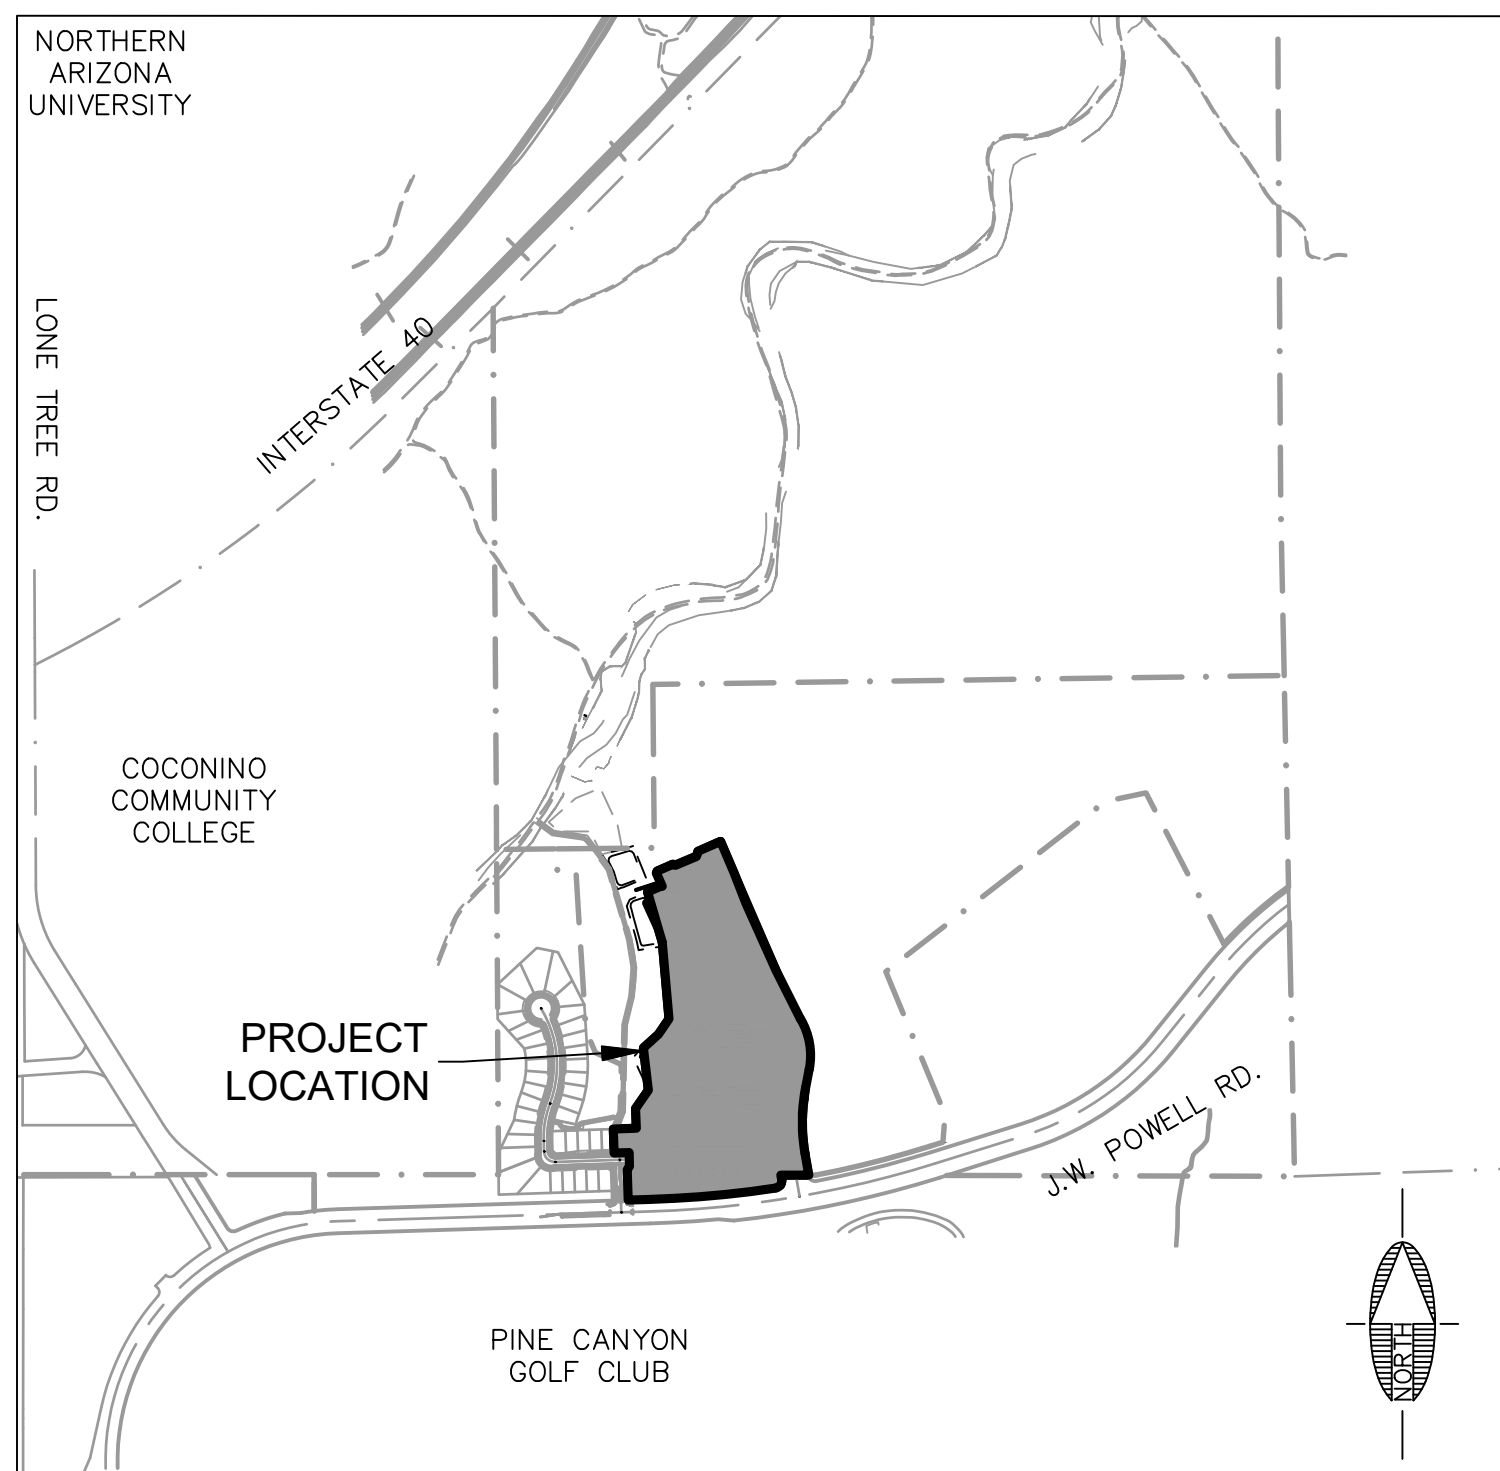 NORTHERN
ARIZONA
UNIVERSITY
LONE TREE RD.
INTERSTATE 40
COCONINO
COMMUNITY
COLLEGE
PROJECT
LOCATION
J.W. POWELL RD.
PINE CANYON
GOLF CLUB
NORTH